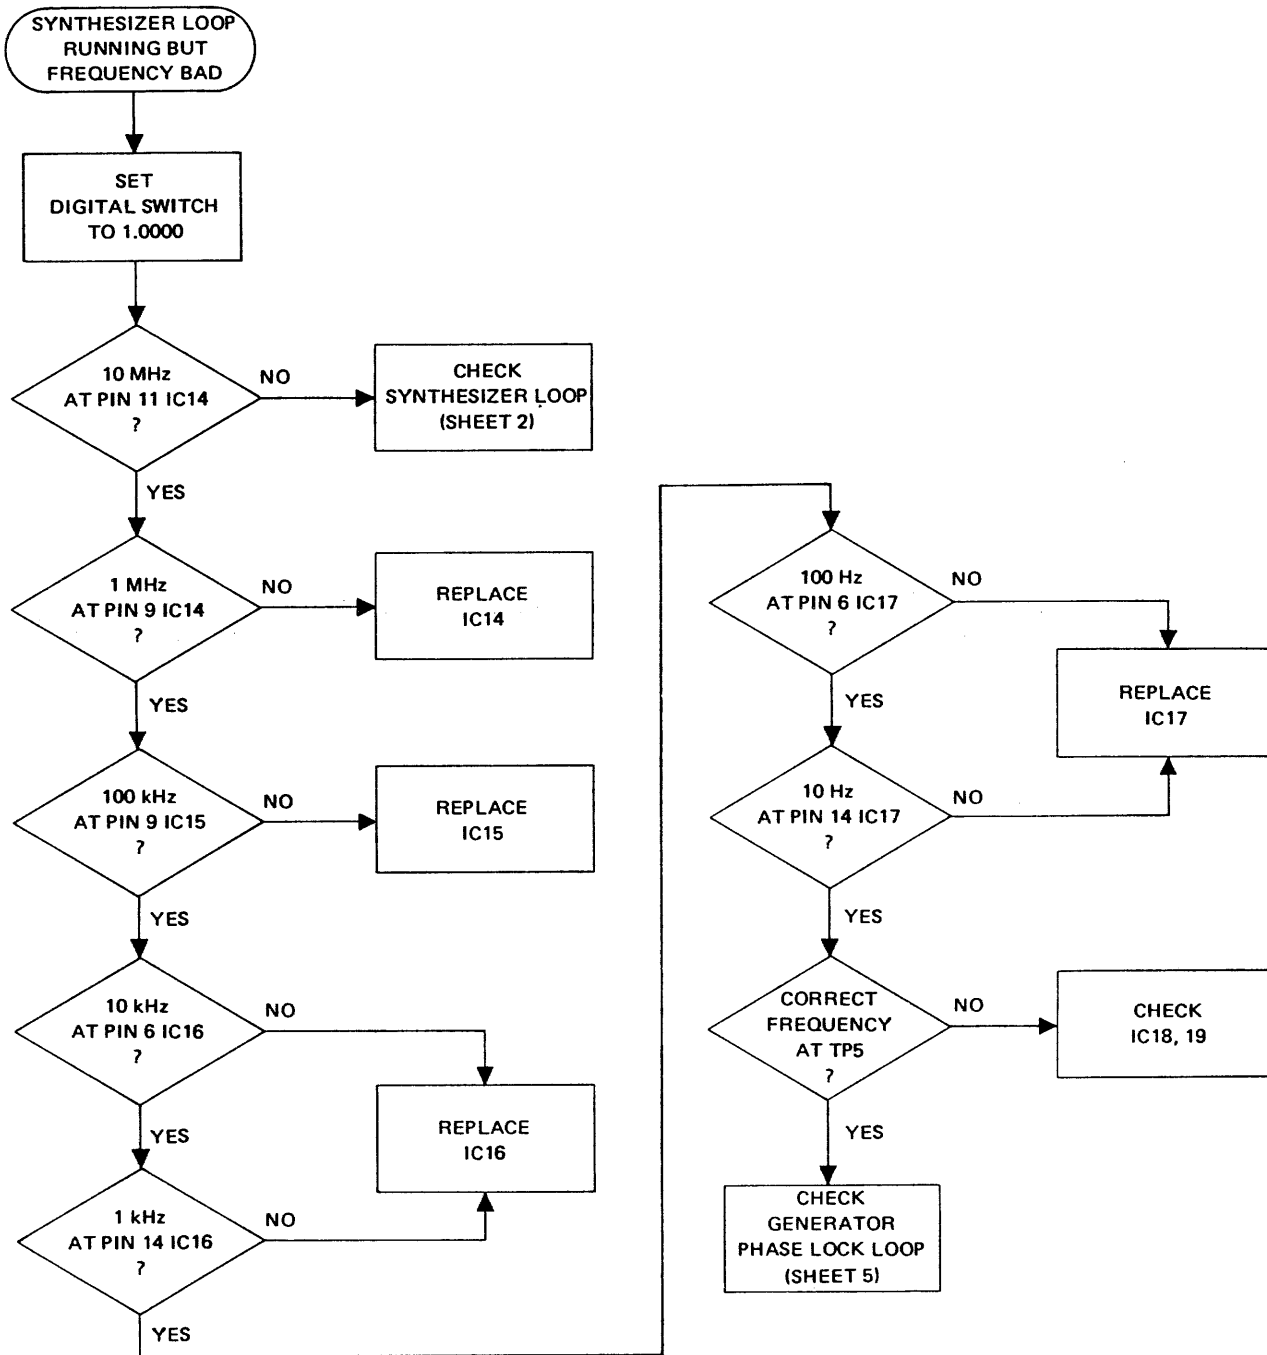 SYNTHESIZER LOOP
RUNNING BUT
FREQUENCY BAD
SET
DIGITAL SWITCH
TO 1.0000
10 MHz
AT PIN 11 IC14
?
NO
CHECK
SYNTHESIZER LOOP
(SHEET 2)
YES
1 MHz
AT PIN 9 IC14
?
NO
REPLACE
IC14
YES
100 kHz
AT PIN 9 IC15
?
NO
REPLACE
IC15
YES
10 kHz
AT PIN 6 IC16
?
NO
REPLACE
IC16
YES
1 kHz
AT PIN 14 IC16
?
NO
YES
100 Hz
AT PIN 6 IC17
?
NO
REPLACE
IC17
YES
10 Hz
AT PIN 14 IC17
?
NO
YES
CORRECT
FREQUENCY
AT TP5
?
NO
CHECK
IC18, 19
YES
CHECK
GENERATOR
PHASE LOCK LOOP
(SHEET 5)